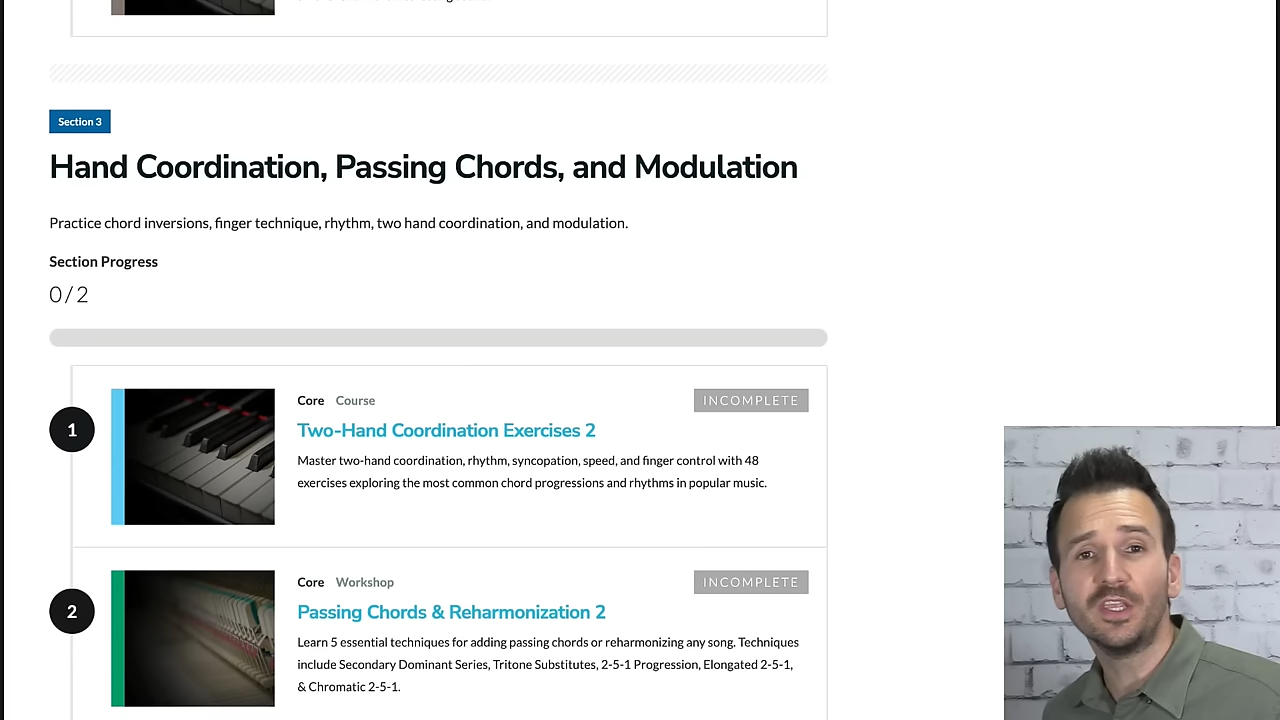 Section 3
Hand Coordination, Passing Chords, and Modulation
Practice chord inversions, finger technique, rhythm, two hand coordination, and modulation.
Section Progress
0/2
1
Core Course
INCOMPLETE
Two-Hand Coordination Exercises 2
Master two-hand coordination, rhythm, syncopation, speed, and finger control with 48
exercises exploring the most common chord progressions and rhythms in popular music.
2
Core Workshop
INCOMPLETE
Passing Chords & Reharmonization 2
Learn 5 essential techniques for adding passing chords or reharmonizing any song. Techniques
include Secondary Dominant Series, Tritone Substitutes, 2-5-1 Progression, Elongated 2-5-1,
& Chromatic 2-5-1.